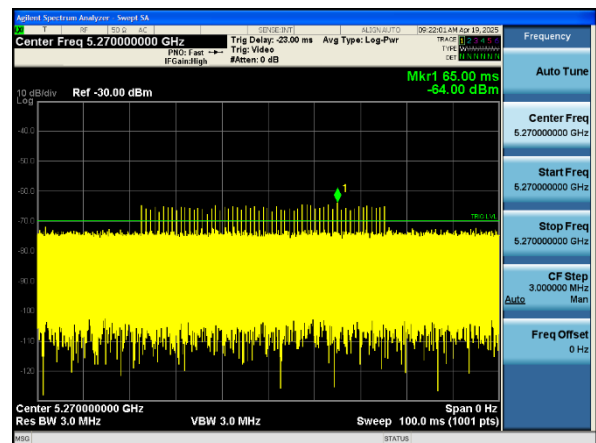 Agilent Spectrum Analyzer - Swept SA
T RF 50 Ω AC SENSE:INT ALIGN AUTO 09:22:01 AM Apr 19, 2025
Center Freq 5.270000000 GHz
PNO: Fast
IFGain:High
Trig Delay: -23.00 ms
Trig: Video
#Atten: 0 dB
Avg Type: Log-Pwr
TRACE 1 2 3 4 5 6
TYPE
DET N N N N N N
Mkr1 65.00 ms
-64.00 dBm
10 dB/div
Log
Ref -30.00 dBm
-40.0
-50.0
-60.0
-70.0
-80.0
-90.0
-100
-110
-120
1
TRIG LVL
Center 5.270000000 GHz
Res BW 3.0 MHz
VBW 3.0 MHz
Span 0 Hz
Sweep 100.0 ms (1001 pts)
MSG
STATUS
Frequency
Auto Tune
Center Freq
5.270000000 GHz
Start Freq
5.270000000 GHz
Stop Freq
5.270000000 GHz
CF Step
3.000000 MHz
Auto Man
Freq Offset
0 Hz